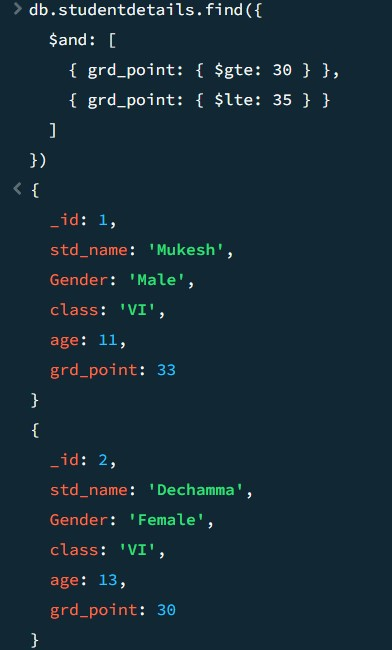 > db.studentdetails.find({
$and: [
{ grd_point: { $gte: 30 } },
{ grd_point: { $lte: 35 } }
]
})
< {
_id: 1,
std_name: 'Mukesh',
Gender: 'Male',
class: 'VI',
age: 11,
grd_point: 33
}
{
_id: 2,
std_name: 'Dechamma',
Gender: 'Female',
class: 'VI',
age: 13,
grd_point: 30
}